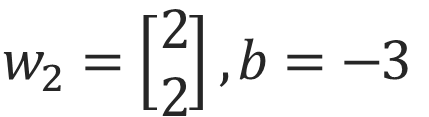 w₂ = [2 2], b = −3